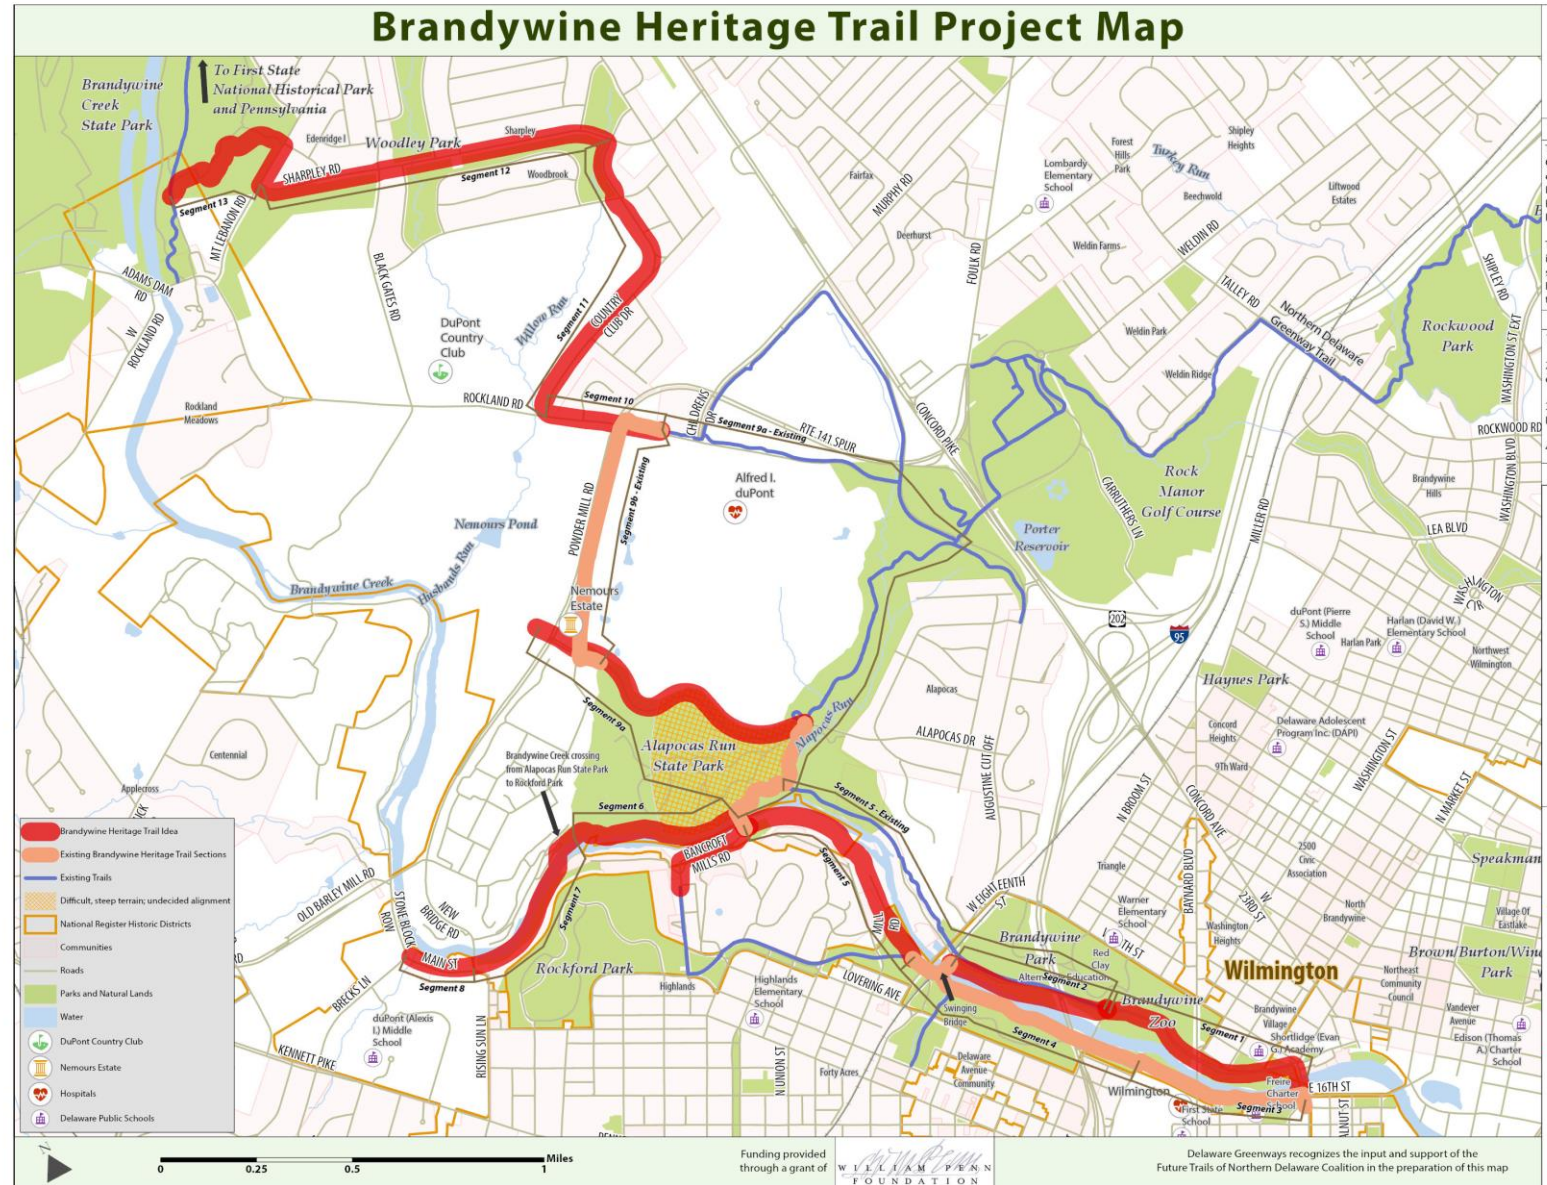 Brandywine Heritage Trail Project Map
To First State
National Historical Park
and Pennsylvania
Brandywine
Creek
State Park
Edenridge I
Woodley Park
Sharpley
SHARPLEY RD
Segment 12
Woodbrook
Segment 13
MT LEBANON RD
ADAMS DAM
RD
W
ROCKLAND RD
BLACK GATES RD
Willow Run
Segment 11
COUNTRY
CLUB DR
DuPont
Country
Club
Rockland
Meadows
ROCKLAND RD
Segment 10
CHILDRENS
DR
Segment 9a - Existing
RTE 141 SPUR
Fairfax
MURPHY RD
Deerhurst
FOULK RD
CONCORD PIKE
Lombardy
Elementary
School
Forest
Hills
Park
Shipley
Heights
Turkey Run
Beechwold
Liftwood
Estates
Weldin Farms
WELDIN RD
TALLEY RD
Northern Delaware
Greenway Trail
Weldin Park
Weldin Ridge
SHIPLEY RD
Rockwood
Park
WASHINGTON ST EXT
ROCKWOOD RD
Brandywine
Hills
WASHINGTON BLVD
LEA BLVD
WASHINGTON
CYR
MILLER RD
Rock
Manor
Golf Course
CARRUTHERS LN
Porter
Reservoir
Alfred I.
duPont
POWDER MILL RD
Segment 9b - Existing
Nemours Pond
Husbands Run
Brandywine Creek
Nemours
Estate
202
95
duPont (Pierre
S.) Middle
School
Harlan Park
Harlan (David W. )
Elementary School
Northwest
Wilmington
Haynes Park
Concord
Heights
Delaware Adolescent
Program Inc. (DAPI)
9Th Ward
WASHINGTON ST
N MARKET ST
Alapocas
ALAPOCAS DR
AUGUSTINE CUT OFF
N BROOM ST
CONCORD AVE
Alapocas Run
Segment 9a
Alapocas Run
State Park
Brandywine Creek crossing
from Alapocas Run State Park
to Rockford Park
Segment 6
Segment 5 - Existing
Centennial
Applecross
BANCROFT
MILLS RD
Segment 5
Segment 7
MILL
RD
W EIGHTEENTH
ST
Triangle
Warner
Elementary
School
BAYNARD BLVD
2500
Civic
Association
W
23RD ST
Washington
Heights
North
Brandywine
Speakman
Village Of
Eastlake
Brown/Burton/Win
Park
OLD BARLEY MILL RD
STONE BLOCK
ROW
NEW
BRIDGE RD
MAIN ST
Segment 8
BRECKS LN
duPont (Alexis
I.) Middle
School
KENNETT PIKE
RISING SUN LN
Rockford Park
Highlands
Highlands
Elementary
School
N UNION ST
Forty Acres
LOVERING AVE
Swinging
Bridge
Delaware
Avenue
Community
Brandywine
Park
Red
Clay
Education
Segment 2
Brandywine
Zoo
Segment 1
Segment 4
Wilmington
Wilmington
Northeast
Community
Council
Vandever
Avenue
Brandywine
Village
Shortlidge (Evan
G.) Academy
Edison (Thomas
A.) Charter
School
Freire
Charter
School
E 16TH ST
First State
School
Segment 3
Brandywine Heritage Trail Idea
Existing Brandywine Heritage Trail Sections
Existing Trails
Difficult, steep terrain; undecided alignment
National Register Historic Districts
Communities
Roads
Parks and Natural Lands
Water
DuPont Country Club
Nemours Estate
Hospitals
Delaware Public Schools
N
0 0.25 0.5 1
Miles
Funding provided
through a grant of
WILLIAM PENN
FOUNDATION
Delaware Greenways recognizes the input and support of the
Future Trails of Northern Delaware Coalition in the preparation of this map